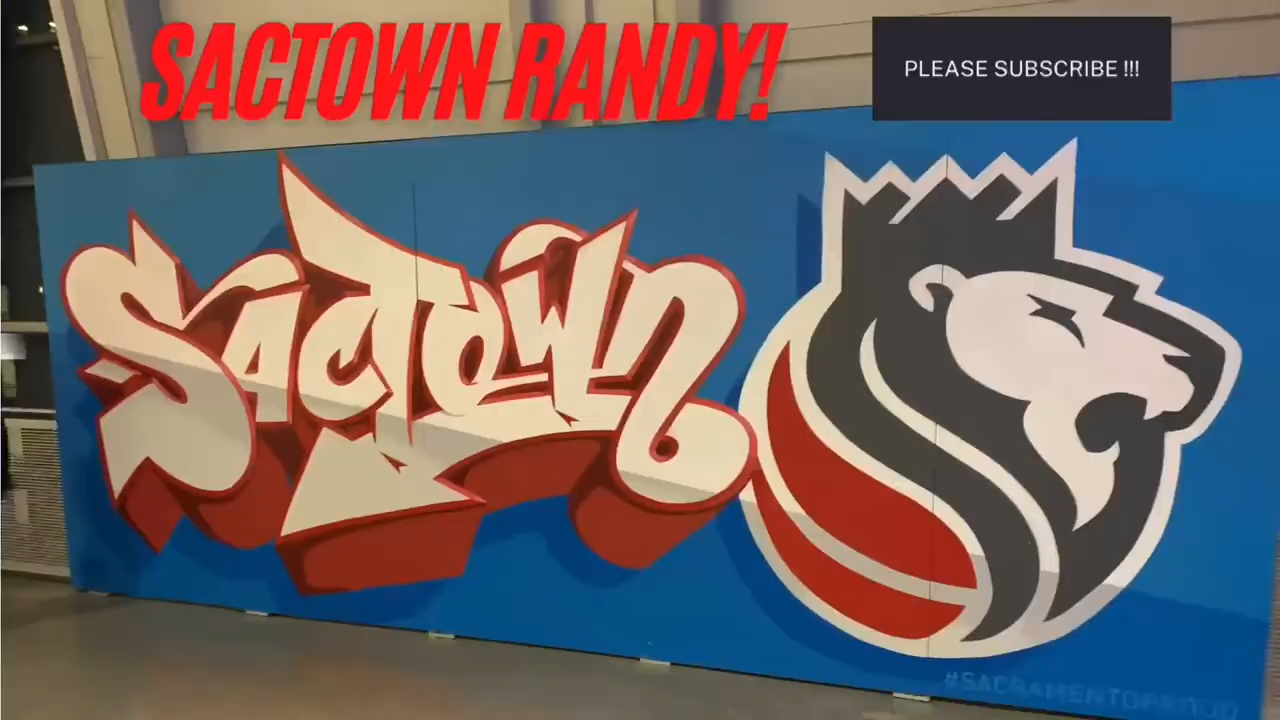 SACTOWN RANDY!
PLEASE SUBSCRIBE !!!
SacTown
#SACRAMENTOPROUD